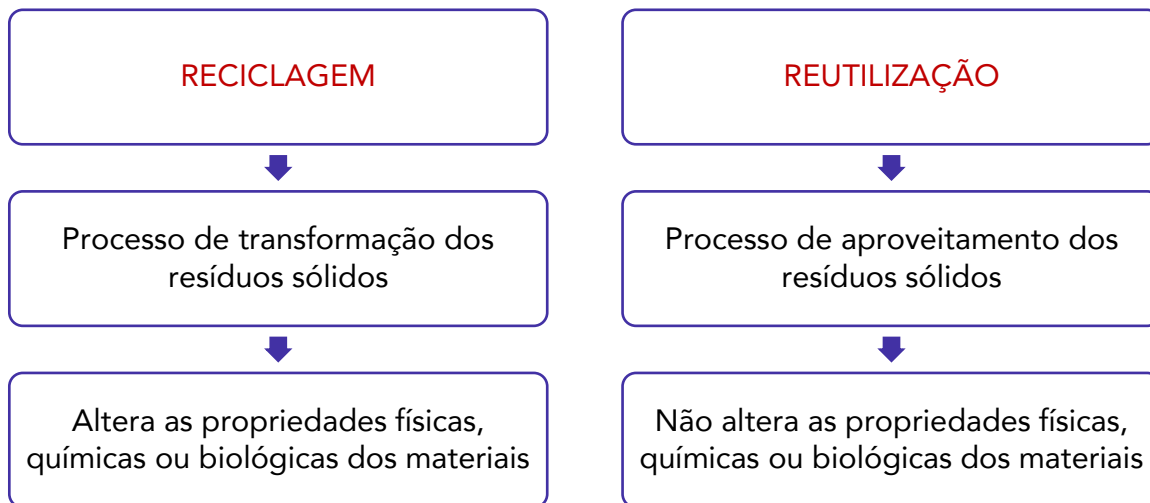 RECICLAGEM
Processo de transformação dos
resíduos sólidos
Altera as propriedades físicas,
químicas ou biológicas dos materiais
REUTILIZAÇÃO
Processo de aproveitamento dos
resíduos sólidos
Não altera as propriedades físicas,
químicas ou biológicas dos materiais